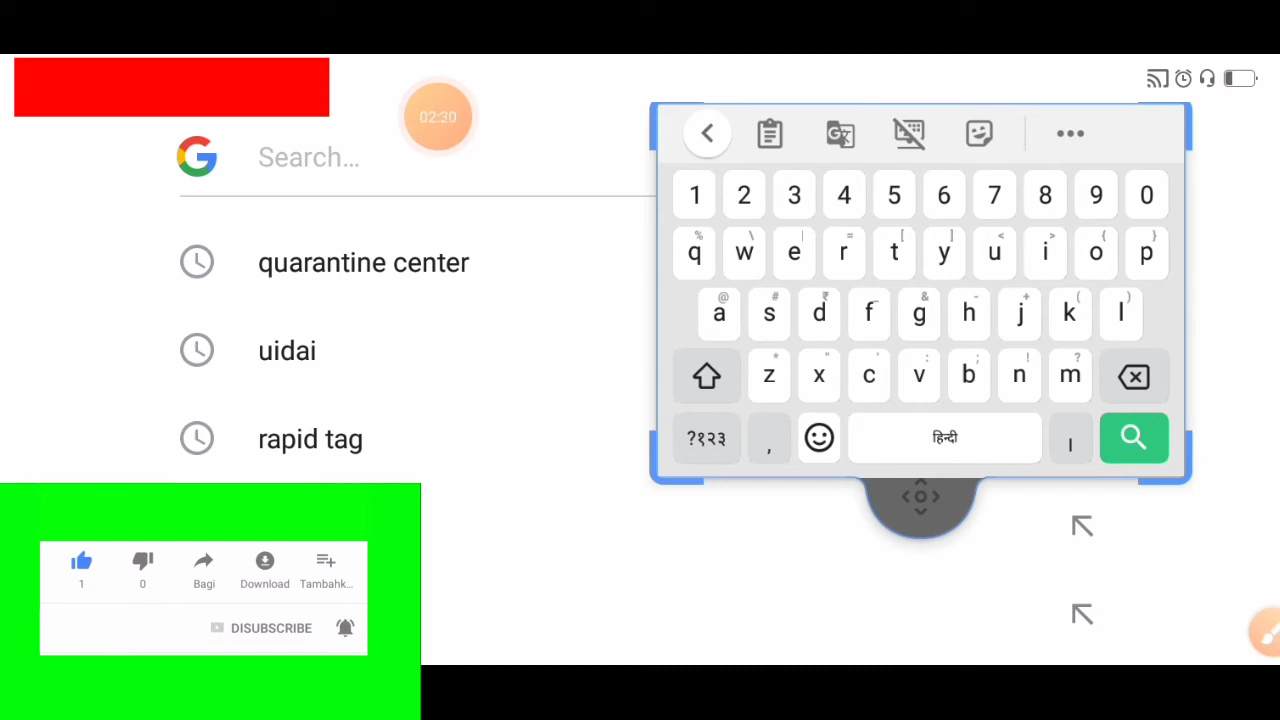 02:30
Search...
quarantine center
uidai
rapid tag
1 2 3 4 5 6 7 8 9 0
% \ | = [ ] < > { }
q w e r t y u i o p
@ # ₹ _ & - + ( )
a s d f g h j k l
* " ' : ; ! ?
z x c v b n m
?१२३ , हिन्दी ।
1 0 Bagi Download Tambahk...
DISUBSCRIBE